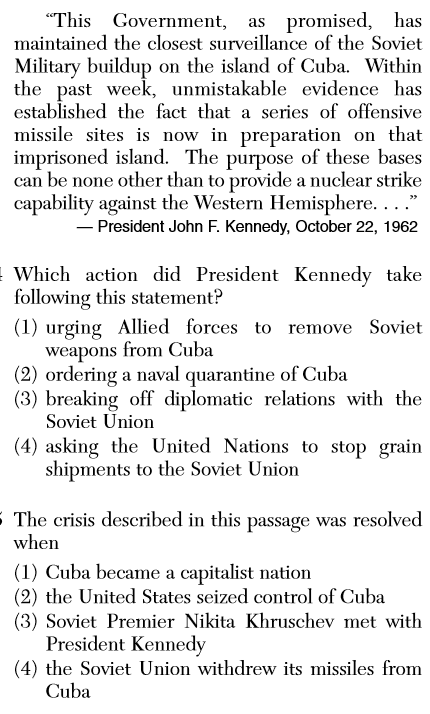 “This Government, as promised, has
maintained the closest surveillance of the Soviet
Military buildup on the island of Cuba. Within
the past week, unmistakable evidence has
established the fact that a series of offensive
missile sites is now in preparation on that
imprisoned island. The purpose of these bases
can be none other than to provide a nuclear strike
capability against the Western Hemisphere. . . .”
— President John F. Kennedy, October 22, 1962
Which action did President Kennedy take
following this statement?
(1) urging Allied forces to remove Soviet
weapons from Cuba
(2) ordering a naval quarantine of Cuba
(3) breaking off diplomatic relations with the
Soviet Union
(4) asking the United Nations to stop grain
shipments to the Soviet Union
The crisis described in this passage was resolved
when
(1) Cuba became a capitalist nation
(2) the United States seized control of Cuba
(3) Soviet Premier Nikita Khruschev met with
President Kennedy
(4) the Soviet Union withdrew its missiles from
Cuba